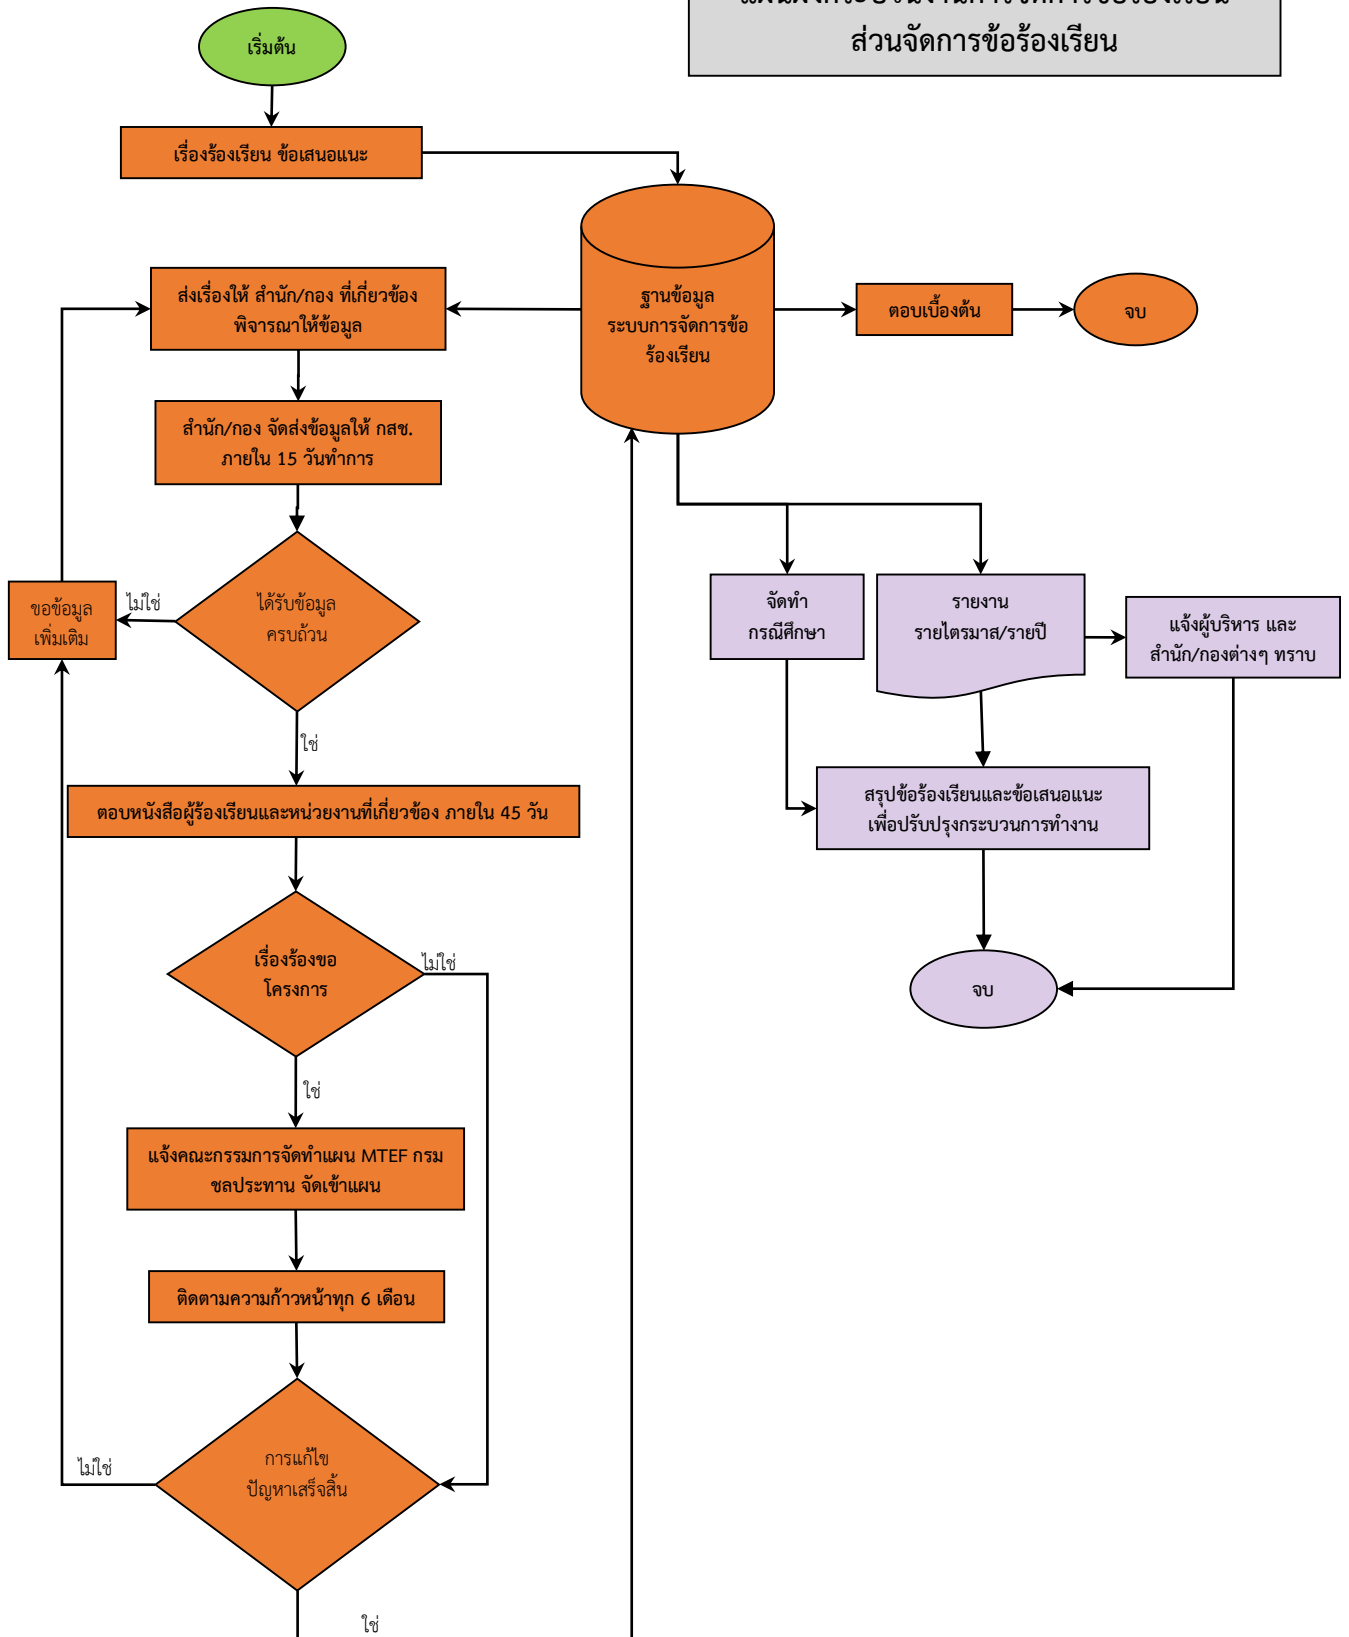 ส่วนจัดการข้อร้องเรียน
เริ่มต้น
เรื่องร้องเรียน ข้อเสนอแนะ
ส่งเรื่องให้ สำนัก/กอง ที่เกี่ยวข้อง
พิจารณาให้ข้อมูล
ฐานข้อมูล
ระบบการจัดการข้อ
ร้องเรียน
ตอบเบื้องต้น
จบ
สำนัก/กอง จัดส่งข้อมูลให้ กสช.
ภายใน 15 วันทำการ
ขอข้อมูล
เพิ่มเติม
ไม่ใช่
ได้รับข้อมูล
ครบถ้วน
ใช่
จัดทำ
กรณีศึกษา
รายงาน
รายไตรมาส/รายปี
แจ้งผู้บริหาร และ
สำนัก/กองต่างๆ ทราบ
ตอบหนังสือผู้ร้องเรียนและหน่วยงานที่เกี่ยวข้อง ภายใน 45 วัน
สรุปข้อร้องเรียนและข้อเสนอแนะ
เพื่อปรับปรุงกระบวนการทำงาน
เรื่องร้องขอ
โครงการ
ไม่ใช่
จบ
ใช่
แจ้งคณะกรรมการจัดทำแผน MTEF กรม
ชลประทาน จัดเข้าแผน
ติดตามความก้าวหน้าทุก 6 เดือน
การแก้ไข
ปัญหาเสร็จสิ้น
ไม่ใช่
ใช่